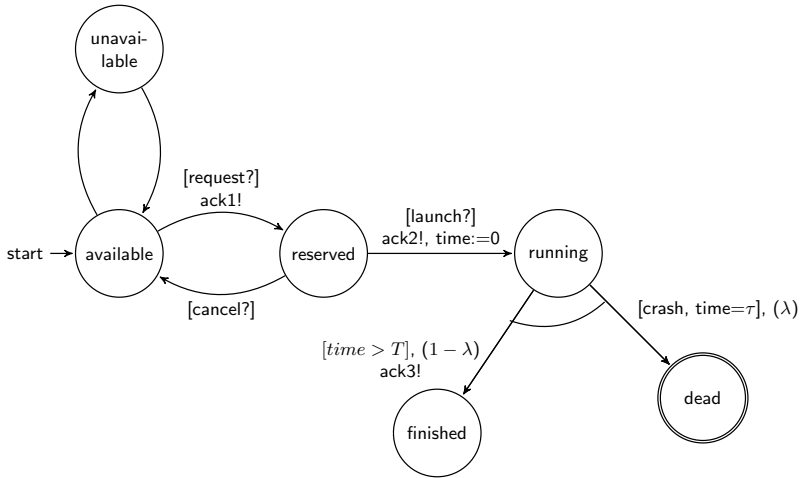 unavai-
lable
[request?]
ack1!
[launch?]
ack2!, time:=0
start
available
reserved
running
[cancel?]
[crash, time=τ], (λ)
[time > T], (1 − λ)
ack3!
dead
finished